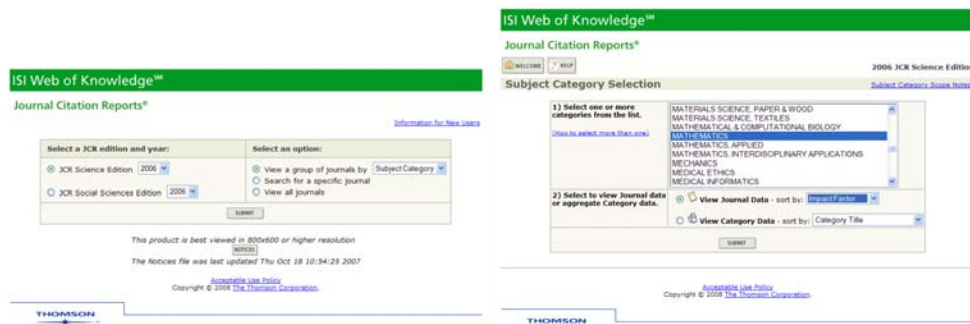 ISI Web of Knowledge℠
Journal Citation Reports®
Information for New Users
Select a JCR edition and year:
Select an option:
JCR Science Edition 2006
View a group of journals by Subject Category
Search for a specific journal
JCR Social Sciences Edition 2006
View all journals
SUBMIT
This product is best viewed in 800x600 or higher resolution
NOTICES
The Notices file was last updated Thu Oct 18 10:54:25 2007
Acceptable Use Policy
Copyright © 2008 The Thomson Corporation.
THOMSON
ISI Web of Knowledge℠
Journal Citation Reports®
WELCOME ? HELP
2006 JCR Science Edition
Subject Category Selection
Subject Category Scope Notes
1) Select one or more
categories from the list.
(How to select more than one)
MATERIALS SCIENCE, PAPER & WOOD
MATERIALS SCIENCE, TEXTILES
MATHEMATICAL & COMPUTATIONAL BIOLOGY
MATHEMATICS
MATHEMATICS, APPLIED
MATHEMATICS, INTERDISCIPLINARY APPLICATIONS
MECHANICS
MEDICAL ETHICS
MEDICAL INFORMATICS
2) Select to view Journal data
or aggregate Category data.
View Journal Data - sort by: Impact Factor
View Category Data - sort by: Category Title
SUBMIT
Acceptable Use Policy
Copyright © 2008 The Thomson Corporation.
THOMSON